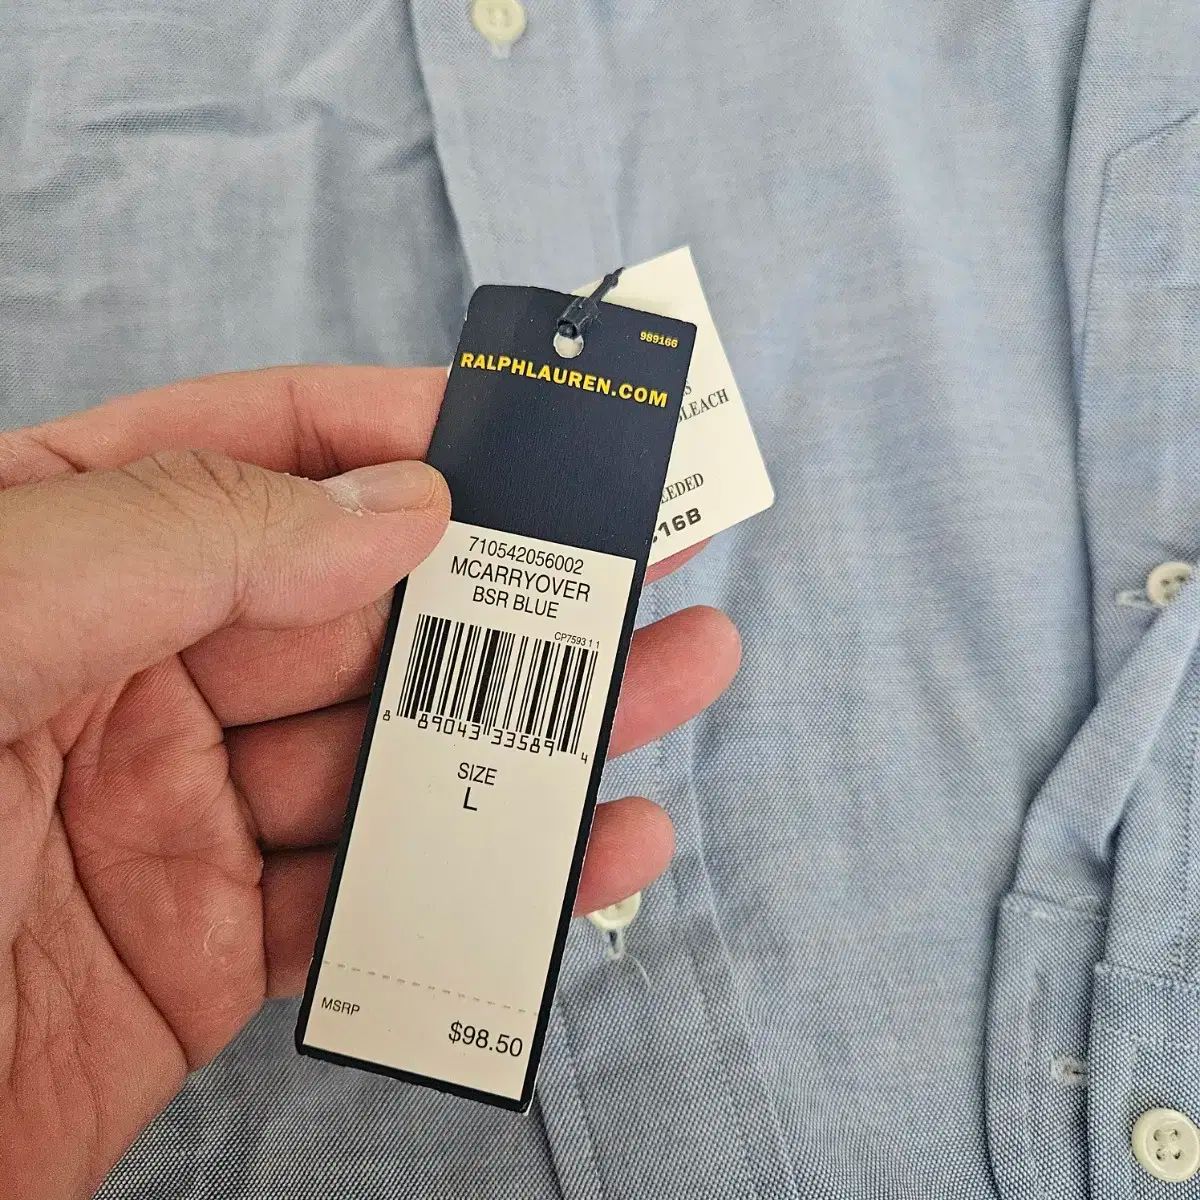 989166
RALPHLAUREN.COM
710542056002
MCARRYOVER
BSR BLUE
CP7593 1 1
8 89043 33589 4
SIZE
L
MSRP
$98.50
LEACH
EEDED
16B